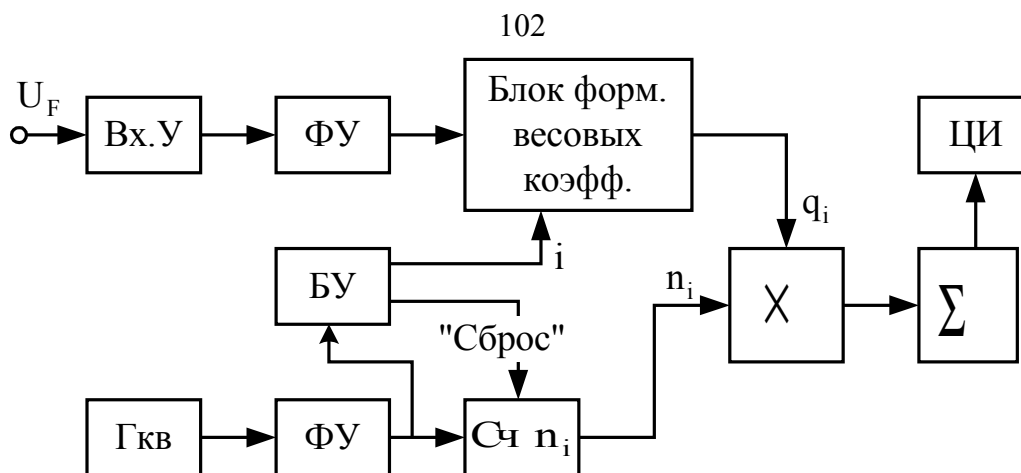 102
U_F
Вх.У
ФУ
Блок форм.
весовых
коэфф.
ЦИ
q_i
БУ
i
n_i
X
Σ
"Сброс"
Гкв
ФУ
Сч n_i